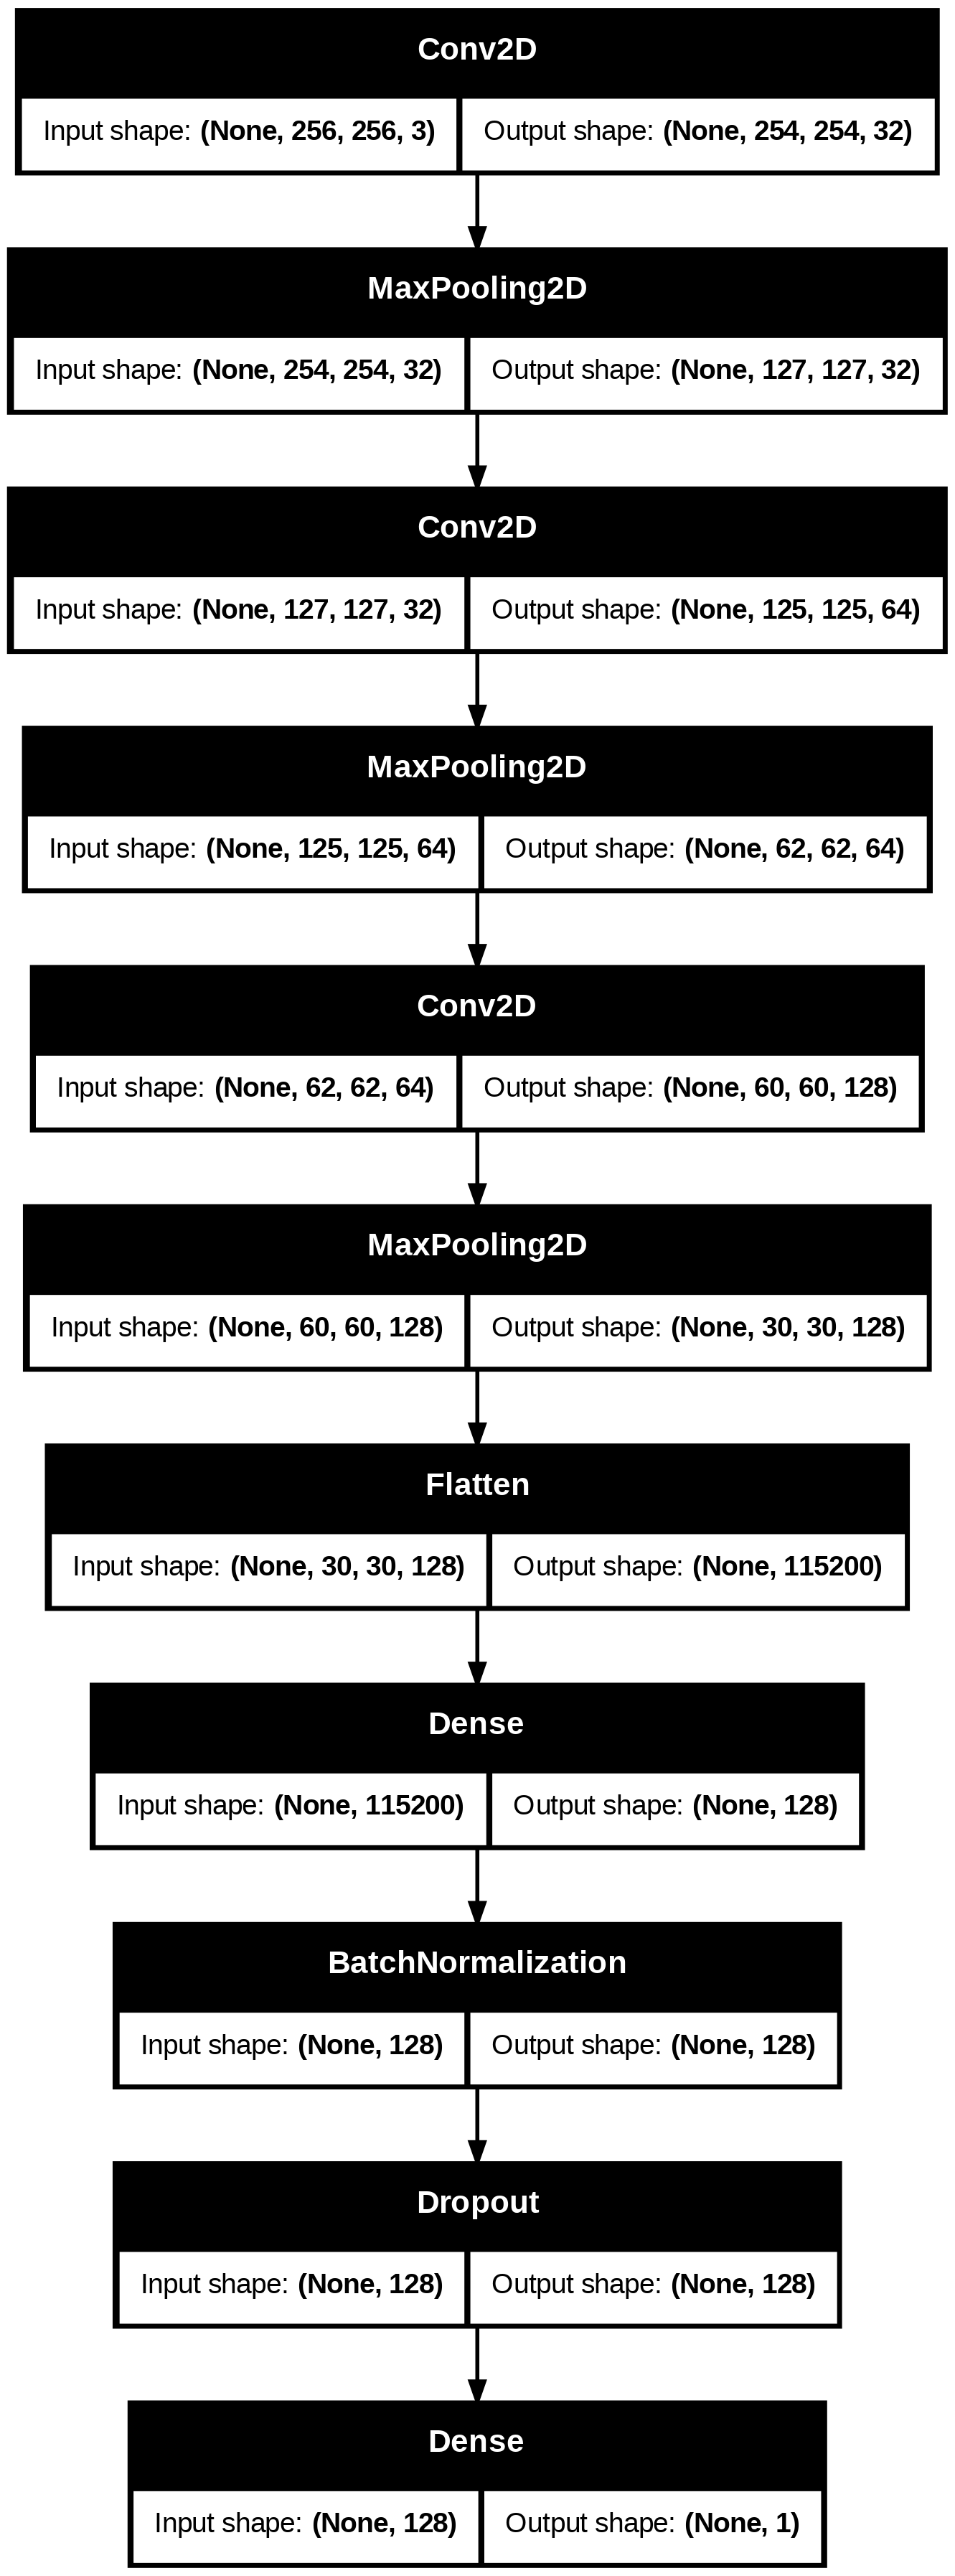 Conv2D
Input shape: (None, 256, 256, 3) Output shape: (None, 254, 254, 32)
MaxPooling2D
Input shape: (None, 254, 254, 32) Output shape: (None, 127, 127, 32)
Conv2D
Input shape: (None, 127, 127, 32) Output shape: (None, 125, 125, 64)
MaxPooling2D
Input shape: (None, 125, 125, 64) Output shape: (None, 62, 62, 64)
Conv2D
Input shape: (None, 62, 62, 64) Output shape: (None, 60, 60, 128)
MaxPooling2D
Input shape: (None, 60, 60, 128) Output shape: (None, 30, 30, 128)
Flatten
Input shape: (None, 30, 30, 128) Output shape: (None, 115200)
Dense
Input shape: (None, 115200) Output shape: (None, 128)
BatchNormalization
Input shape: (None, 128) Output shape: (None, 128)
Dropout
Input shape: (None, 128) Output shape: (None, 128)
Dense
Input shape: (None, 128) Output shape: (None, 1)